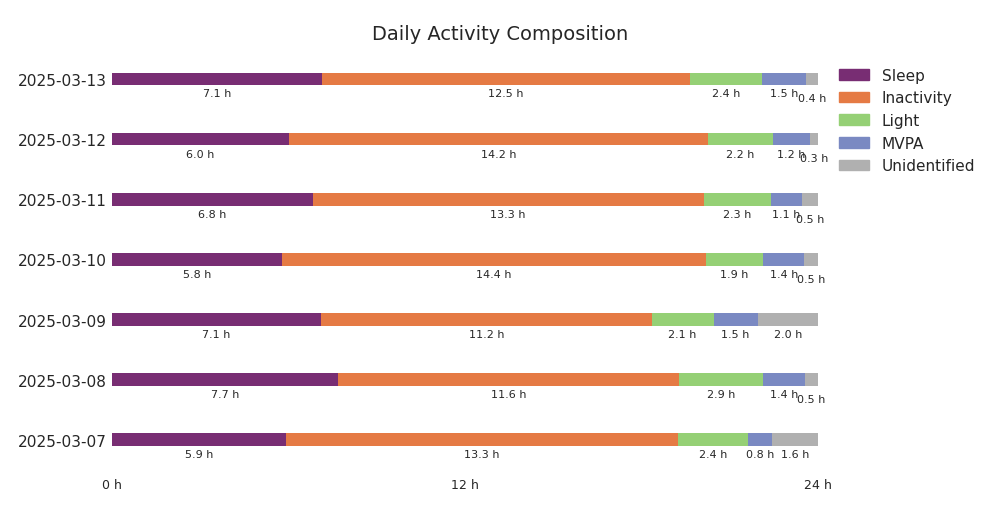 Daily Activity Composition
2025-03-13
7.1 h 12.5 h 2.4 h 1.5 h 0.4 h
2025-03-12
6.0 h 14.2 h 2.2 h 1.2 h 0.3 h
2025-03-11
6.8 h 13.3 h 2.3 h 1.1 h 0.5 h
2025-03-10
5.8 h 14.4 h 1.9 h 1.4 h 0.5 h
2025-03-09
7.1 h 11.2 h 2.1 h 1.5 h 2.0 h
2025-03-08
7.7 h 11.6 h 2.9 h 1.4 h 0.5 h
2025-03-07
5.9 h 13.3 h 2.4 h 0.8 h 1.6 h
0 h 12 h 24 h
Sleep
Inactivity
Light
MVPA
Unidentified